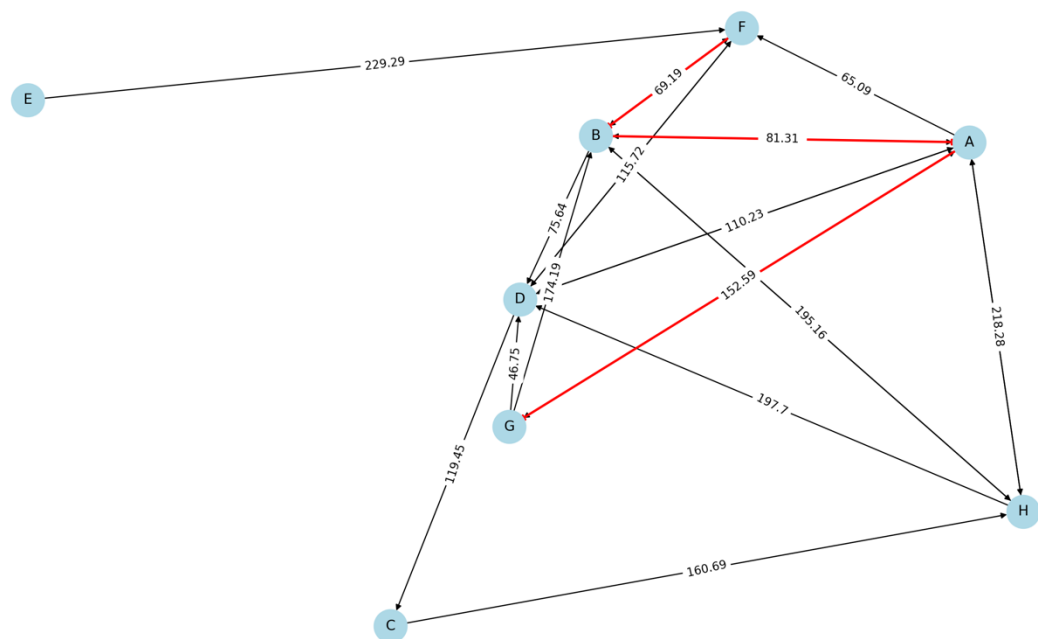 F
E
229.29
65.09
69.19
B
81.31
A
115.72
75.64
110.23
174.19
152.59
D
195.16
218.28
46.75
197.7
G
119.45
H
160.69
C